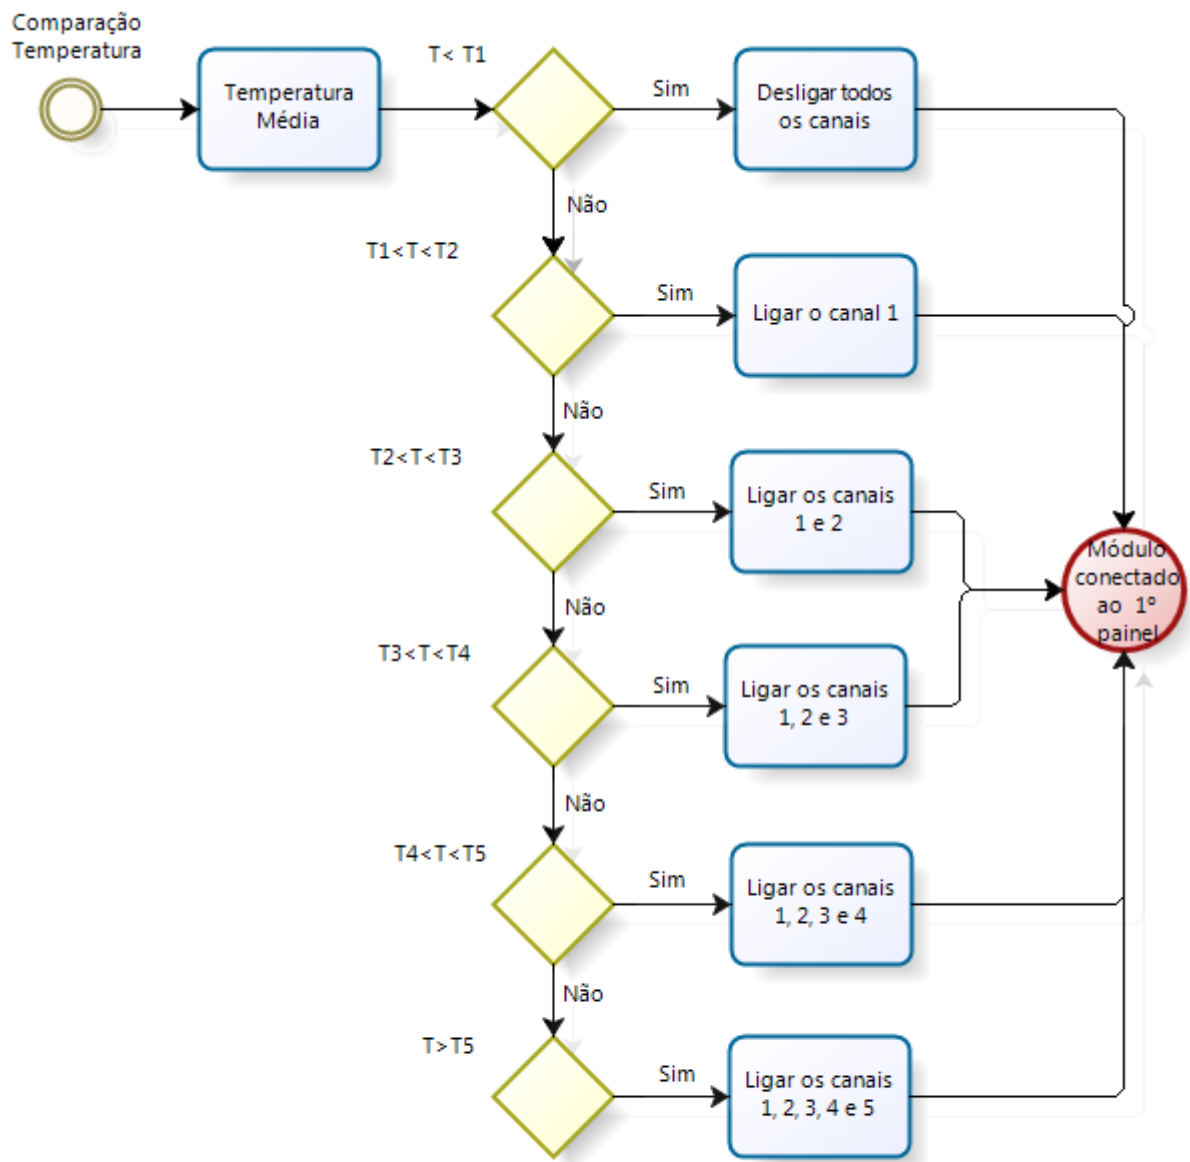 Comparação
Temperatura
Temperatura
Média
T< T1
Sim
Desligar todos
os canais
Não
T1<T<T2
Sim
Ligar o canal 1
Não
T2<T<T3
Sim
Ligar os canais
1 e 2
Não
T3<T<T4
Sim
Ligar os canais
1, 2 e 3
Módulo
conectado
ao 1º
painel
Não
T4<T<T5
Sim
Ligar os canais
1, 2, 3 e 4
Não
T>T5
Sim
Ligar os canais
1, 2, 3, 4 e 5